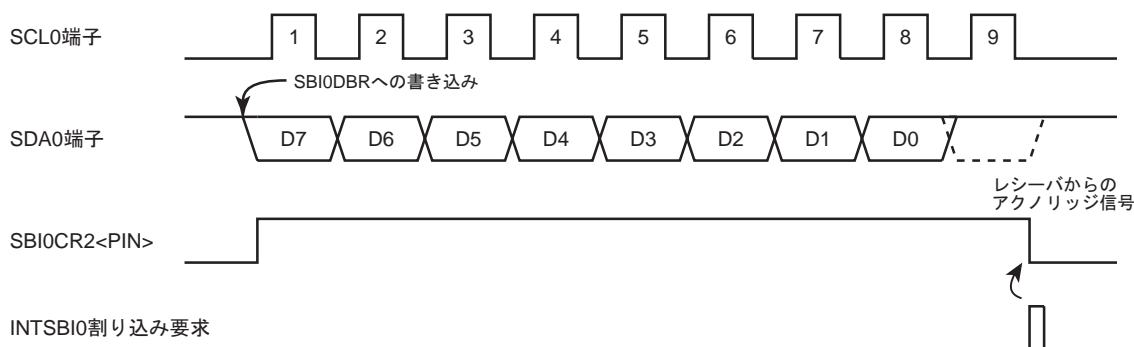 SCL0端子
1 2 3 4 5 6 7 8 9
SBI0DBRへの書き込み
SDA0端子
D7 D6 D5 D4 D3 D2 D1 D0
レシーバからの
アクノリッジ信号
SBI0CR2<PIN>
INTSBI0割り込み要求